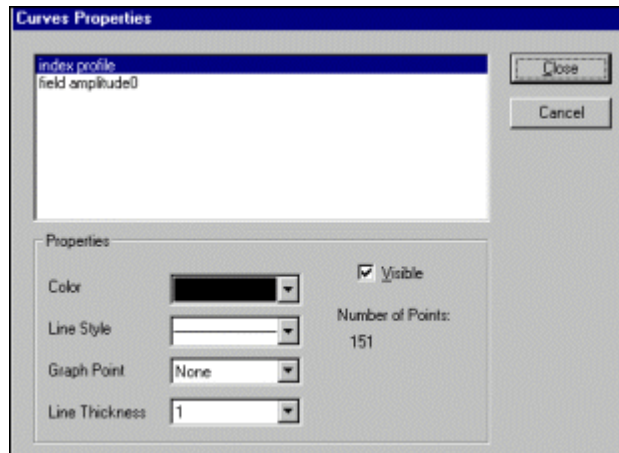 Curves Properties
index profile
field amplitude0
Close
Cancel
Properties
Color
Visible
Line Style
Number of Points:
151
Graph Point
None
Line Thickness
1